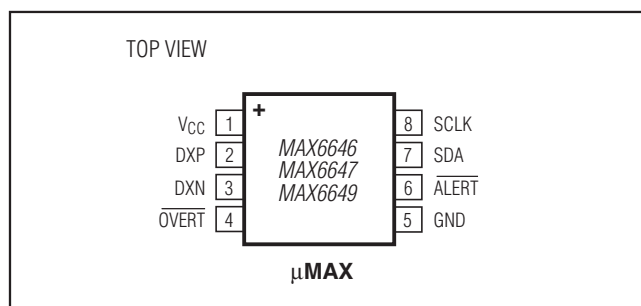 TOP VIEW
VCC 1 + 8 SCLK
DXP 2 MAX6646 7 SDA
MAX6647
DXN 3 MAX6649 6 ALERT
OVERT 4 5 GND
μMAX